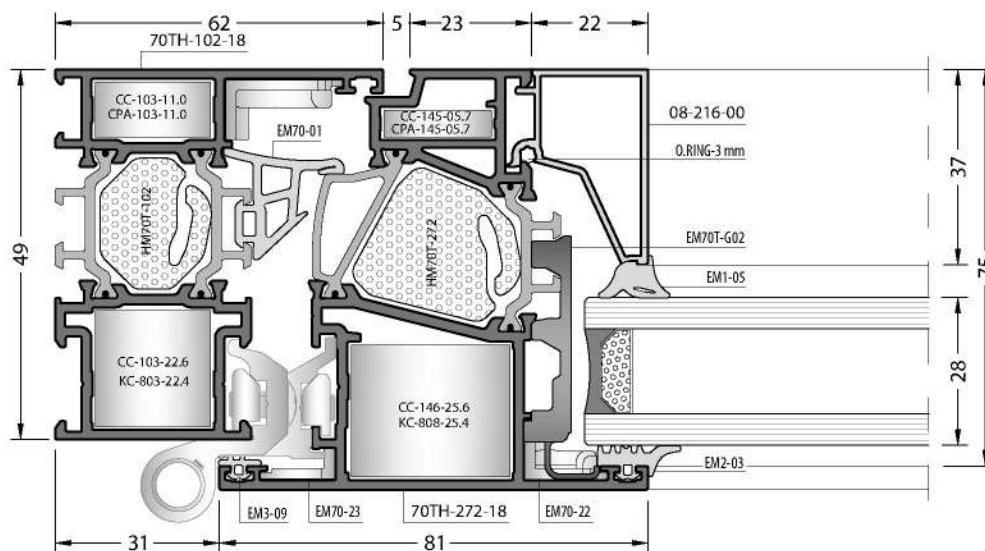 62
5
23
22
70TH-102-18
CC-103-11.0
CPA-103-11.0
CC-145-05.7
CPA-145-05.7
08-216-00
EM70-01
O.RING-3 mm
37
HM70T-102
HM70T-272
49
EM70T-G02
75
EM1-05
CC-103-22.6
KC-803-22.4
28
CC-146-25.6
KC-808-25.4
EM2-03
EM3-09
EM70-23
70TH-272-18
EM70-22
31
81